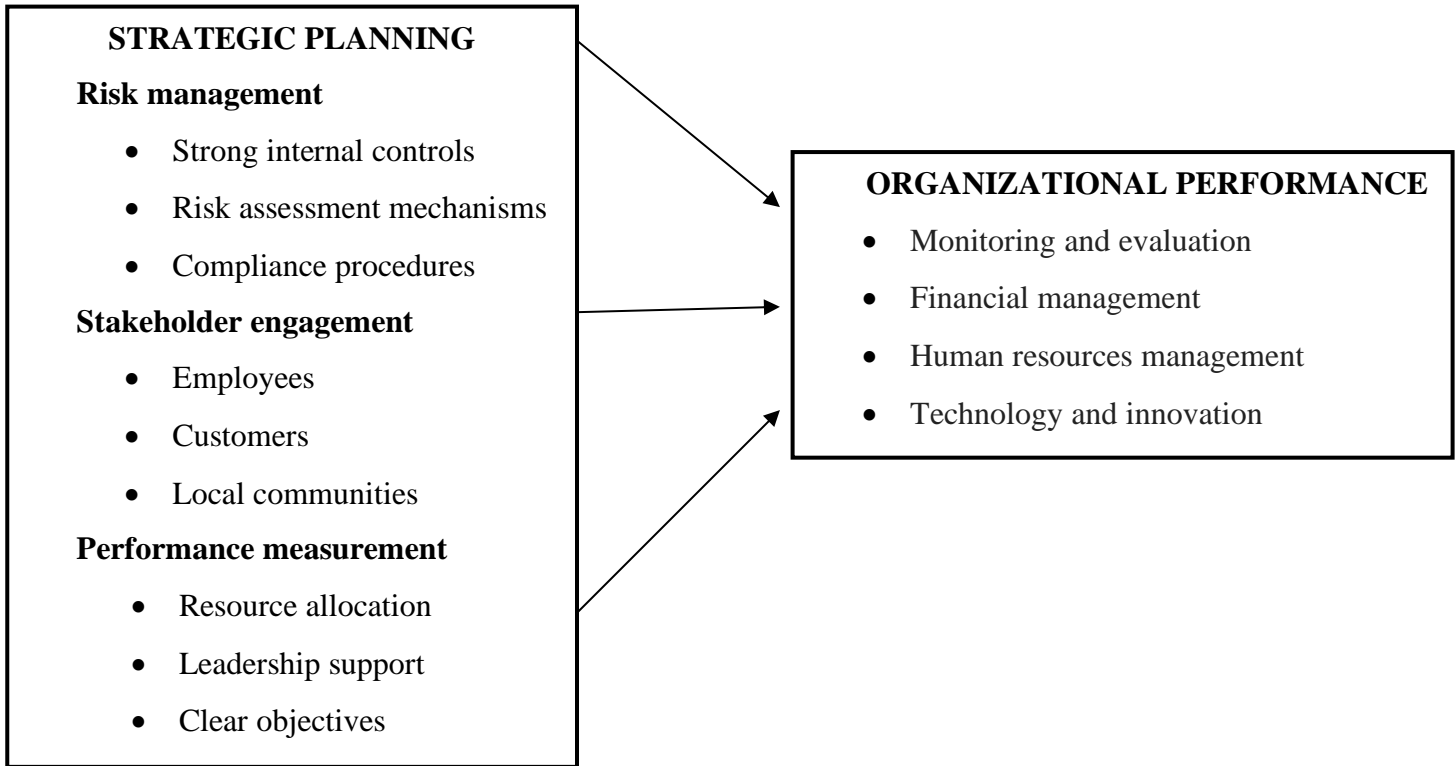 STRATEGIC PLANNING
Risk management
• Strong internal controls
• Risk assessment mechanisms
• Compliance procedures
Stakeholder engagement
• Employees
• Customers
• Local communities
Performance measurement
• Resource allocation
• Leadership support
• Clear objectives
ORGANIZATIONAL PERFORMANCE
• Monitoring and evaluation
• Financial management
• Human resources management
• Technology and innovation